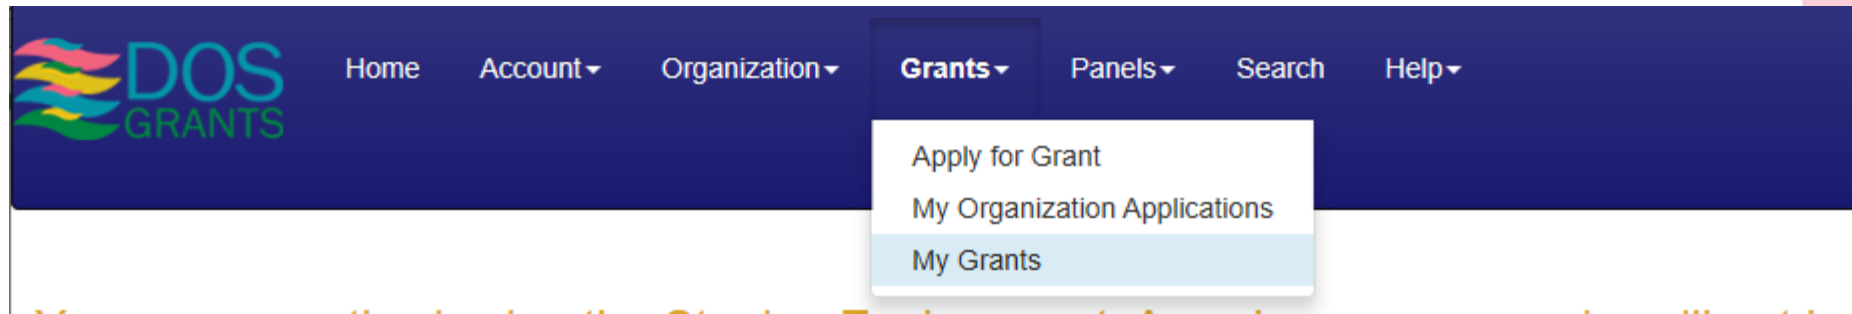 DOS
GRANTS
Home Account Organization Grants Panels Search Help
Apply for Grant
My Organization Applications
My Grants